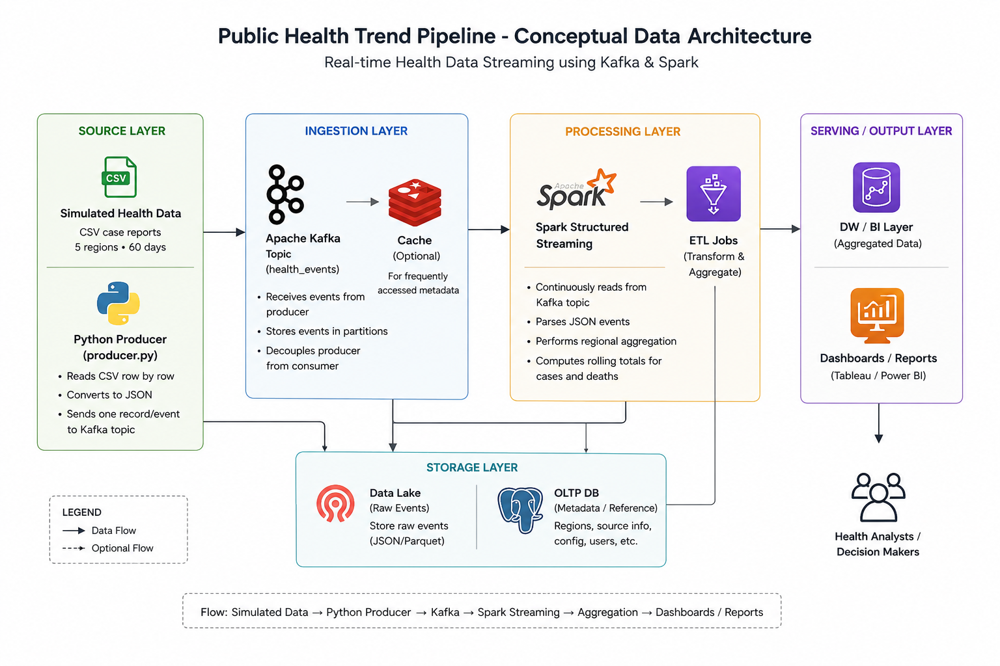 Public Health Trend Pipeline - Conceptual Data Architecture
Real-time Health Data Streaming using Kafka & Spark
SOURCE LAYER
CSV
Simulated Health Data
CSV case reports
5 regions • 60 days
Python Producer
(producer.py)
• Reads CSV row by row
• Converts to JSON
• Sends one record/event
to Kafka topic
INGESTION LAYER
Apache Kafka
Topic
(health_events)
• Receives events from
producer
• Stores events in partitions
• Decouples producer
from consumer
Cache
(Optional)
For frequently
accessed metadata
PROCESSING LAYER
Apache
Spark
Spark Structured
Streaming
• Continuously reads from
Kafka topic
• Parses JSON events
• Performs regional aggregation
• Computes rolling totals for
cases and deaths
ETL Jobs
(Transform &
Aggregate)
SERVING / OUTPUT LAYER
DW / BI Layer
(Aggregated Data)
Dashboards / Reports
(Tableau / Power BI)
Health Analysts /
Decision Makers
STORAGE LAYER
Data Lake
(Raw Events)
Store raw events
(JSON/Parquet)
OLTP DB
(Metadata / Reference)
Regions, source info,
config, users, etc.
LEGEND
Data Flow
Optional Flow
Flow: Simulated Data → Python Producer → Kafka → Spark Streaming → Aggregation → Dashboards / Reports